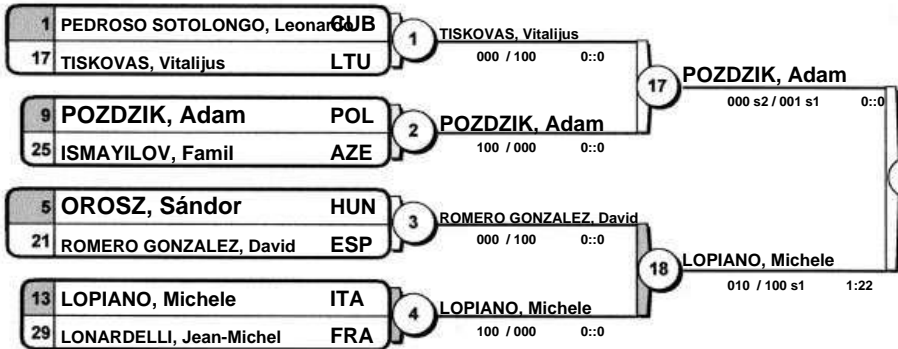 1 PEDROSO SOTOLONGO, Leonardo CUB
17 TISKOVAS, Vitalijus LTU
1
TISKOVAS, Vitalijus
000 / 100 0::0
9 POZDZIK, Adam POL
25 ISMAYILOV, Famil AZE
2
POZDZIK, Adam
100 / 000 0::0
17
POZDZIK, Adam
000 s2 / 001 s1 0::0
5 OROSZ, Sándor HUN
21 ROMERO GONZALEZ, David ESP
3
ROMERO GONZALEZ, David
000 / 100 0::0
13 LOPIANO, Michele ITA
29 LONARDELLI, Jean-Michel FRA
4
LOPIANO, Michele
100 / 000 0::0
18
LOPIANO, Michele
010 / 100 s1 1:22